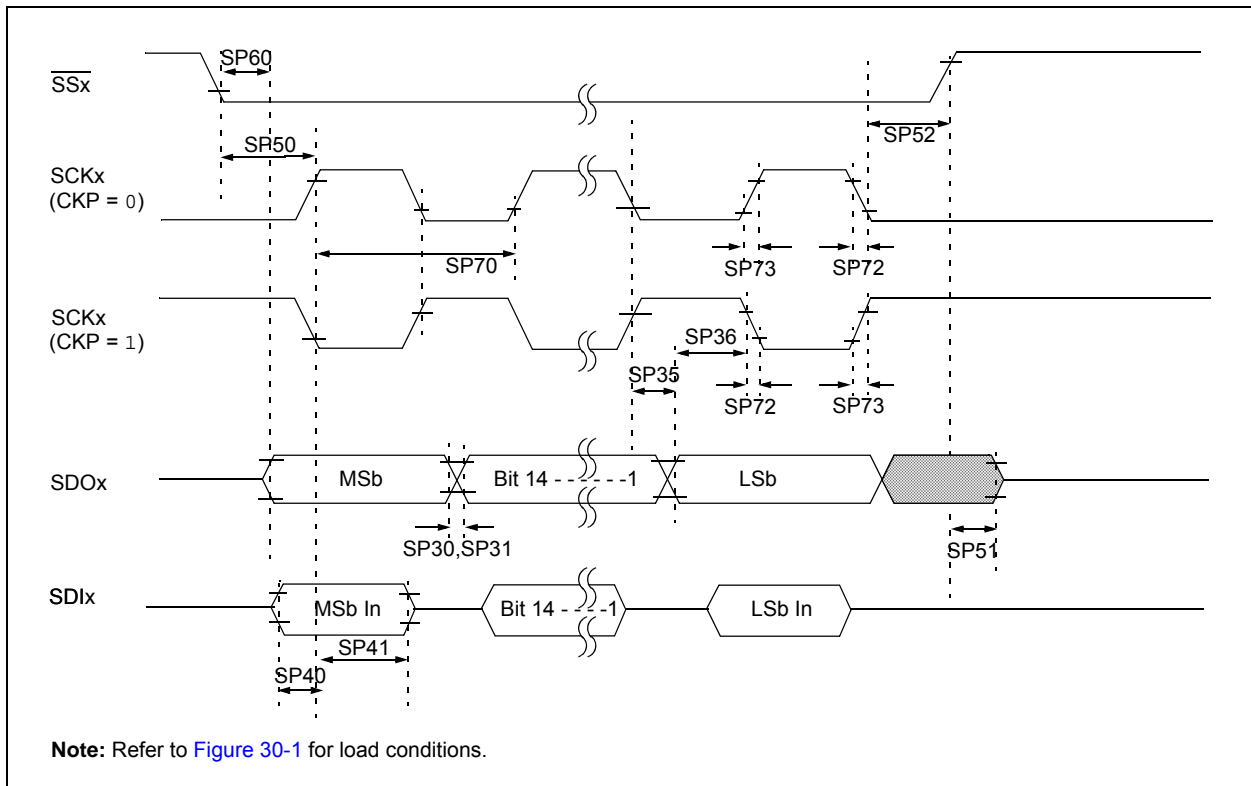 SP60
SSx
SP52
SP50
SCKx
(CKP = 0)
SP70
SP73
SP72
SCKx
(CKP = 1)
SP36
SP35
SP72
SP73
SDOx
MSb
Bit 14 - - - - - -1
LSb
SP30,SP31
SP51
SDIx
MSb In
Bit 14 - - - -1
LSb In
SP41
SP40
Note: Refer to Figure 30-1 for load conditions.